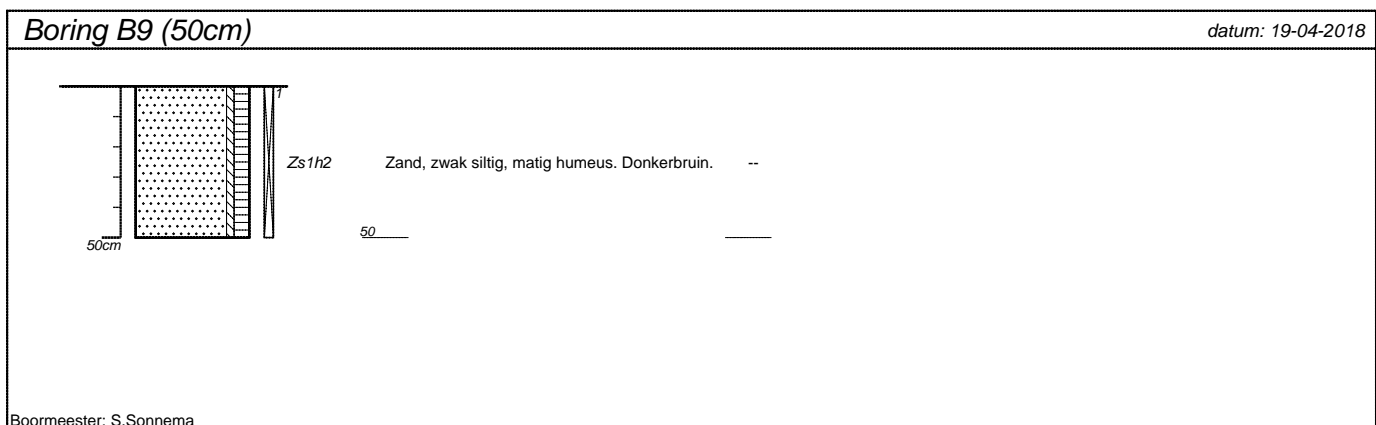 Boring B9 (50cm) datum: 19-04-2018
1
Zs1h2 Zand, zwak siltig, matig humeus. Donkerbruin. --
50cm 50
Boormeester: S.Sonnema